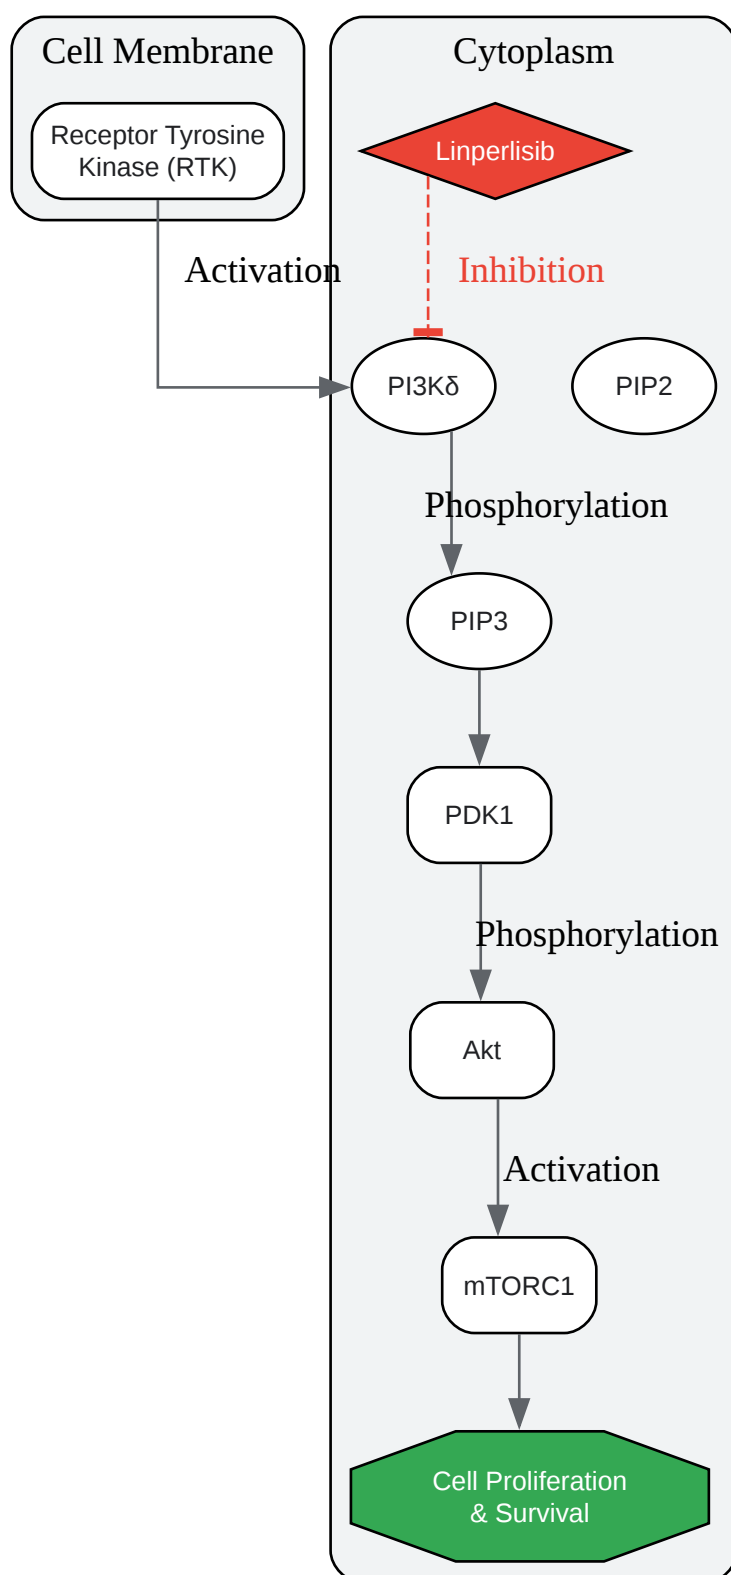 Cell Membrane
Cytoplasm
Receptor Tyrosine
Kinase (RTK)
Linperlisib
Activation
Inhibition
PI3Kδ
PIP2
Phosphorylation
PIP3
PDK1
Phosphorylation
Akt
Activation
mTORC1
Cell Proliferation
& Survival